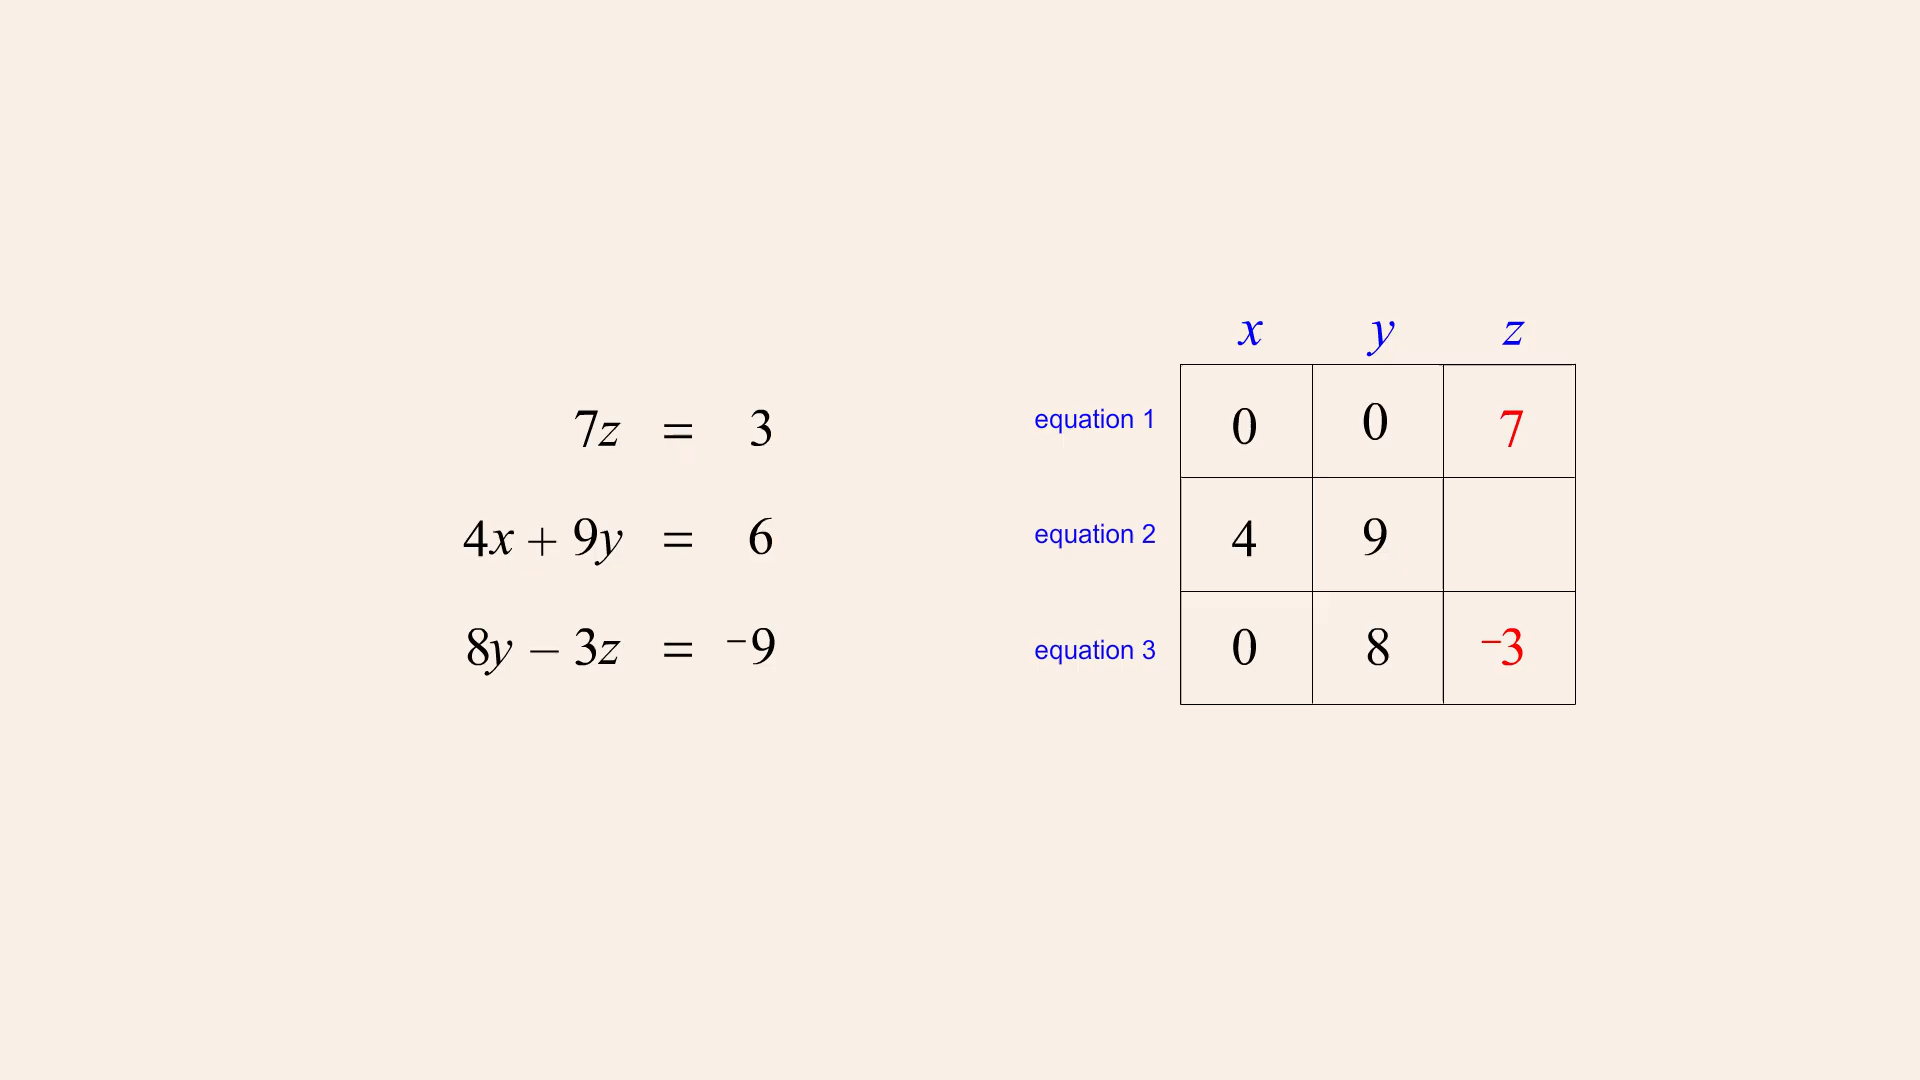 7z = 3
4x + 9y = 6
8y − 3z = ⁻9
x y z
equation 1 0 0 7
equation 2 4 9
equation 3 0 8 ⁻3